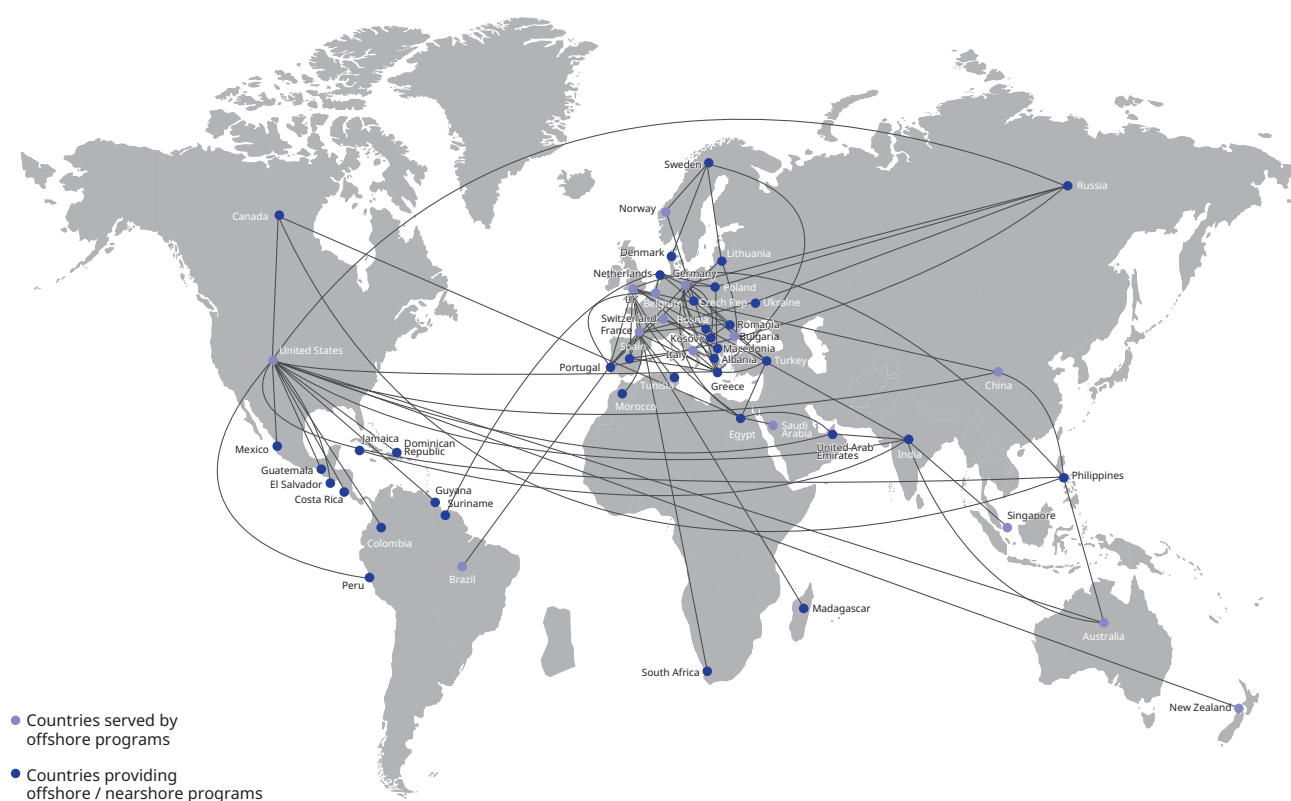 Sweden
Russia
Norway
Canada
Denmark
Lithuania
Netherlands
Germany
Poland
UK
Belgium
Czech Rep
Ukraine
Switzerland
Bosnia
Romania
France
Kosovo
Bulgaria
United States
Spain
Italy
Macedonia
Albania
Turkey
Portugal
Greece
China
Tunisia
Morocco
Egypt
Saudi
Arabia
Jamaica
Dominican
Republic
Mexico
United Arab
Emirates
India
Guatemala
El Salvador
Costa Rica
Philippines
Guyana
Suriname
Singapore
Colombia
Brazil
Peru
Madagascar
Australia
South Africa
New Zealand
Countries served by
offshore programs
Countries providing
offshore / nearshore programs